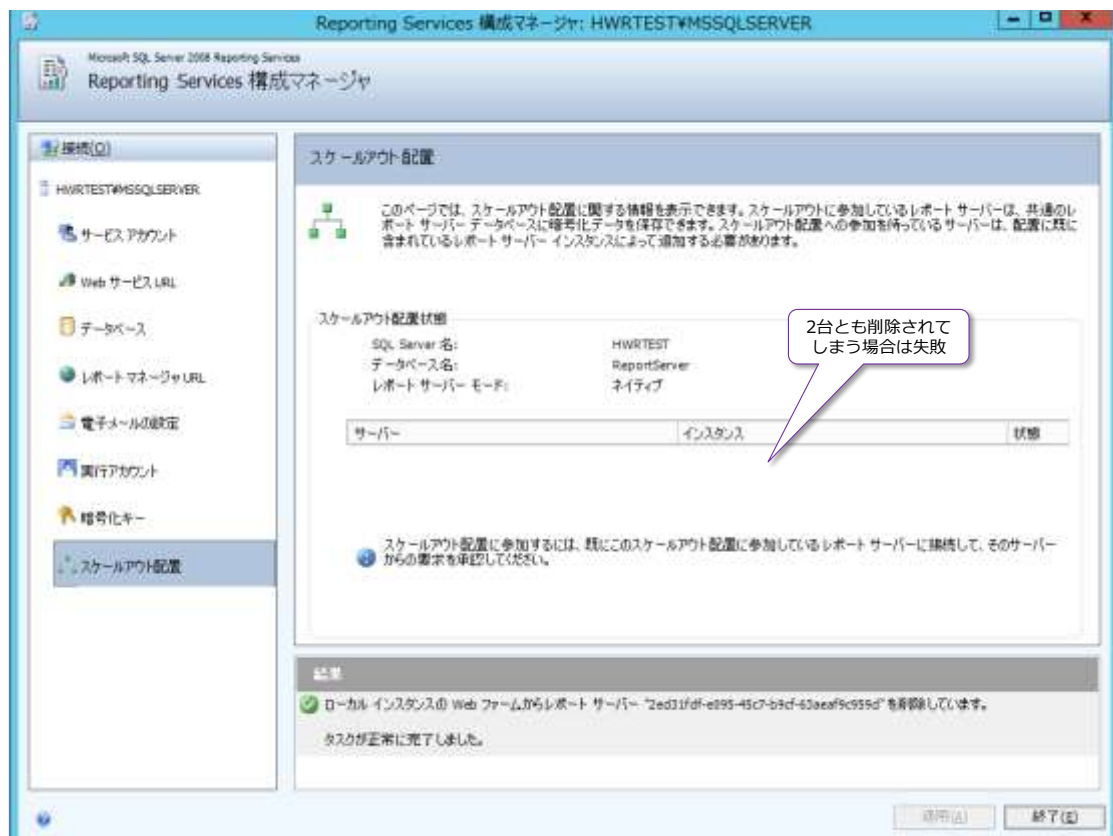 Reporting Services 構成マネージャ: HWRTEST¥MSSQLSERVER
Microsoft SQL Server 2008 Reporting Services
Reporting Services 構成マネージャ
接続(O)
HWRTEST¥MSSQLSERVER
サービス アカウント
Web サービス URL
データベース
レポート マネージャ URL
電子メールの設定
実行アカウント
暗号化キー
スケールアウト配置
スケールアウト配置
このページでは、スケールアウト配置に関する情報を表示できます。スケールアウトに参加しているレポート サーバーは、共通のレ
ポート サーバー データベースに暗号化データを保存できます。スケールアウト配置への参加を待っているサーバーは、配置に既に
含まれているレポート サーバー インスタンスによって追加する必要があります。
スケールアウト配置状態
SQL Server 名: HWRTEST
データベース名: ReportServer
レポート サーバー モード: ネイティブ
2台とも削除されて
しまう場合は失敗
サーバー インスタンス 状態
スケールアウト配置に参加するには、既にこのスケールアウト配置に参加しているレポート サーバーに接続して、そのサーバー
からの要求を承認してください。
結果
ローカル インスタンスの Web ファームからレポート サーバー "2ed31fdf-e895-45c7-b9cf-63aeaf9c959d" を削除しています。
タスクが正常に完了しました。
適用(A) 終了(E)